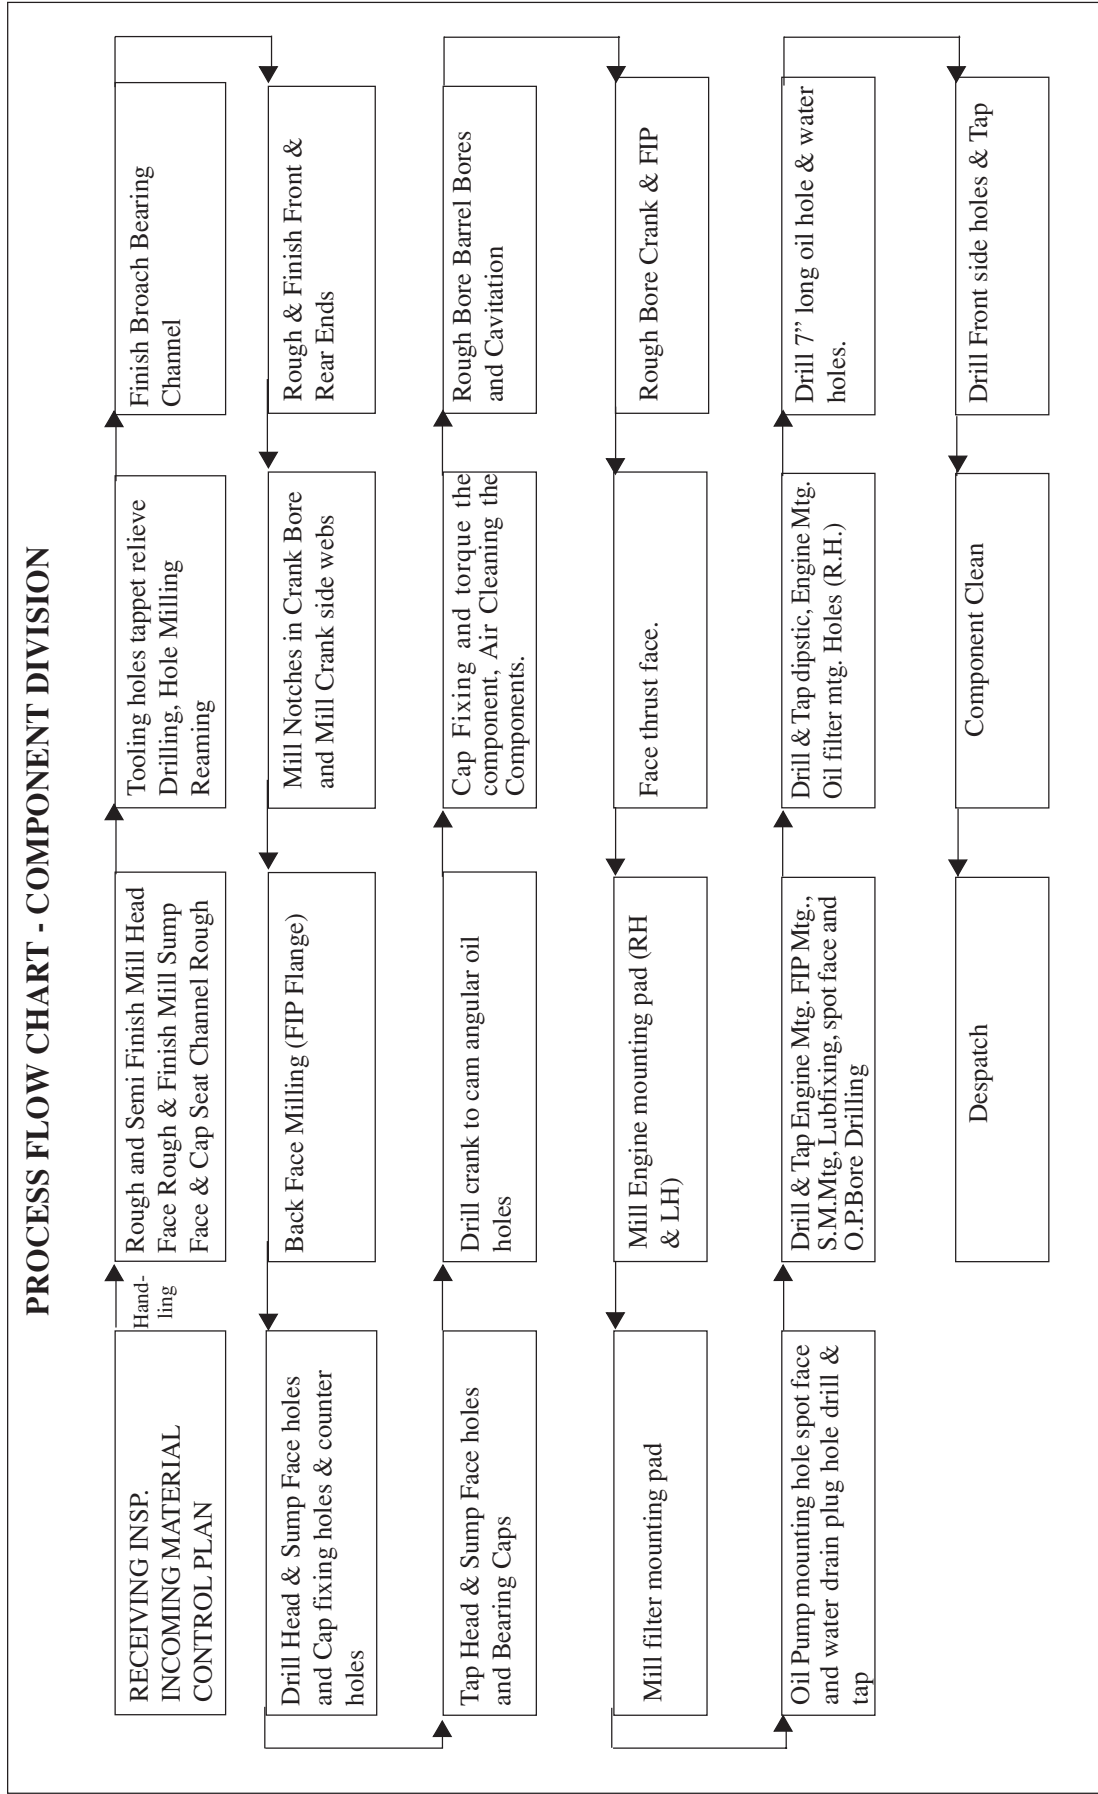 PROCESS FLOW CHART - COMPONENT DIVISION
RECEIVING INSP.
INCOMING MATERIAL
CONTROL PLAN
Hand-
ling
Rough and Semi Finish Mill Head
Face Rough & Finish Mill Sump
Face & Cap Seat Channel Rough
Tooling holes tappet relieve
Drilling, Hole Milling
Reaming
Finish Broach Bearing
Channel
Rough & Finish Front &
Rear Ends
Mill Notches in Crank Bore
and Mill Crank side webs
Back Face Milling (FIP Flange)
Drill Head & Sump Face holes
and Cap fixing holes & counter
holes
Tap Head & Sump Face holes
and Bearing Caps
Drill crank to cam angular oil
holes
Cap Fixing and torque the
component, Air Cleaning the
Components.
Rough Bore Barrel Bores
and Cavitation
Rough Bore Crank & FIP
Face thrust face.
Mill Engine mounting pad (RH
& LH)
Mill filter mounting pad
Oil Pump mounting hole spot face
and water drain plug hole drill &
tap
Drill & Tap Engine Mtg. FIP Mtg.,
S.M.Mtg, Lubfixing, spot face and
O.P.Bore Drilling
Drill & Tap dipstic, Engine Mtg.
Oil filter mtg. Holes (R.H.)
Drill 7” long oil hole & water
holes.
Drill Front side holes & Tap
Component Clean
Despatch